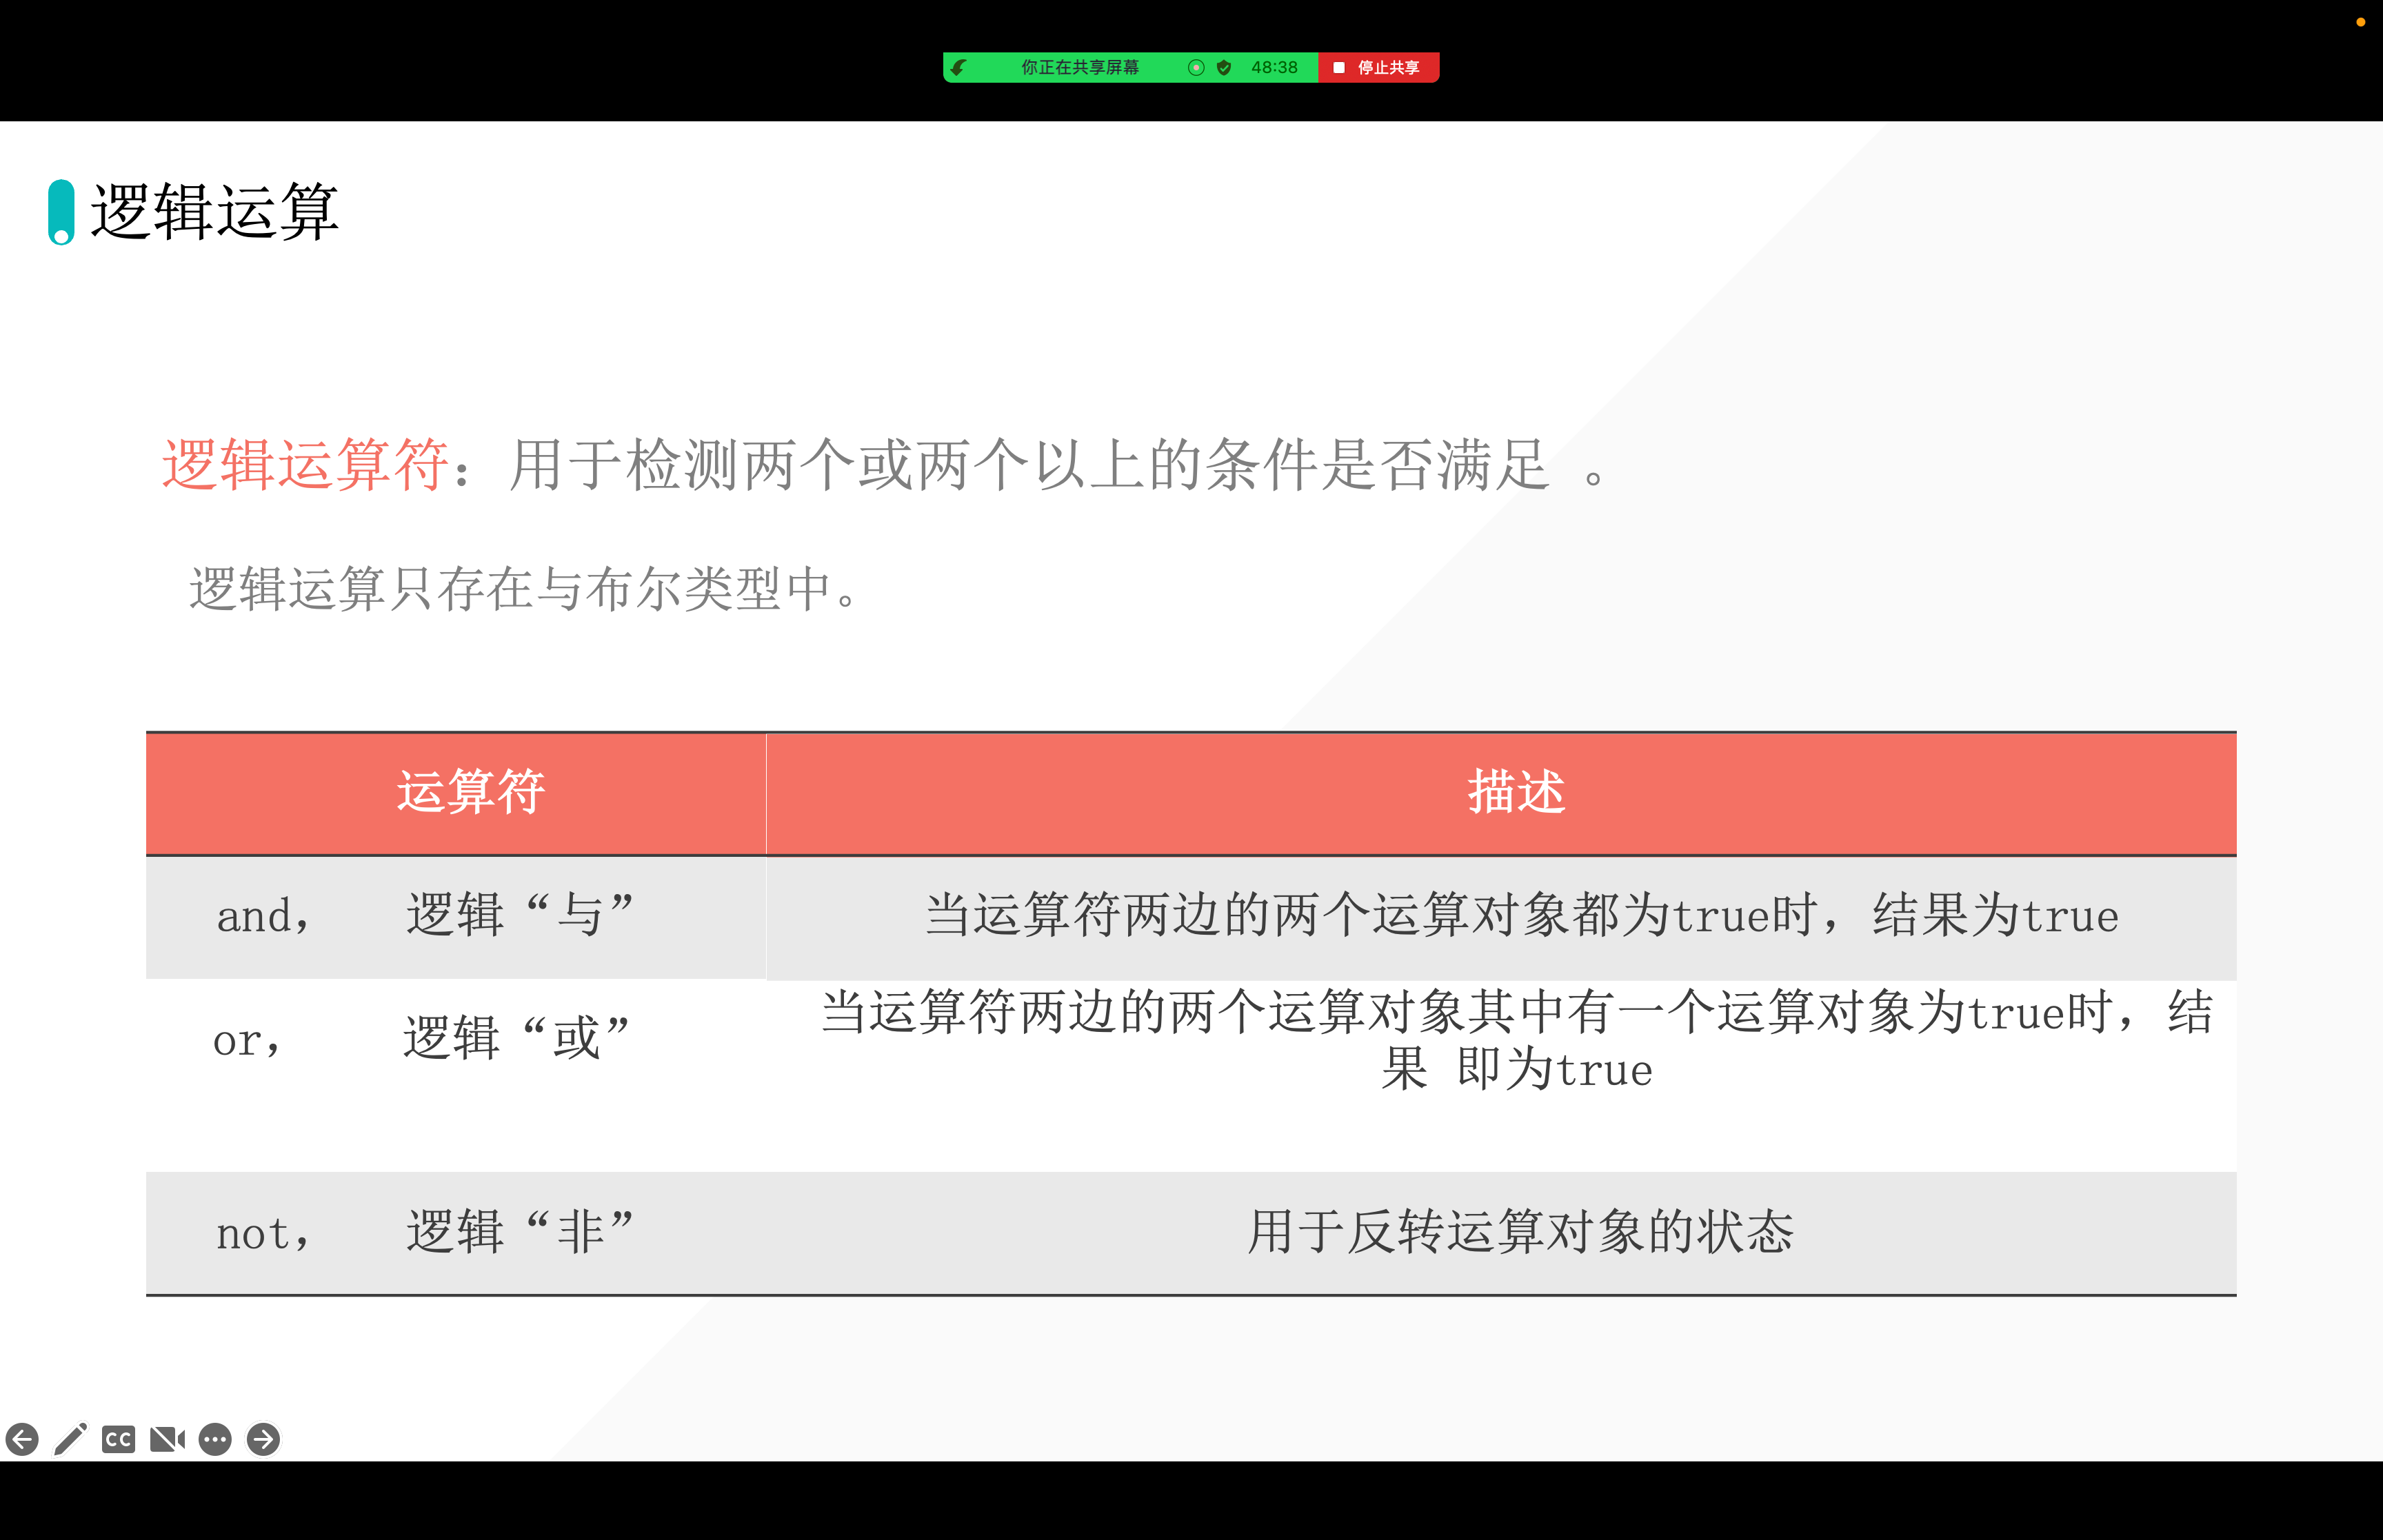 你正在共享屏幕 48:38 停止共享
逻辑运算
逻辑运算符：用于检测两个或两个以上的条件是否满足 。
逻辑运算只存在与布尔类型中。
运算符 描述
and， 逻辑“与” 当运算符两边的两个运算对象都为true时，结果为true
or， 逻辑“或” 当运算符两边的两个运算对象其中有一个运算对象为true时，结
果 即为true
not， 逻辑“非” 用于反转运算对象的状态
CC